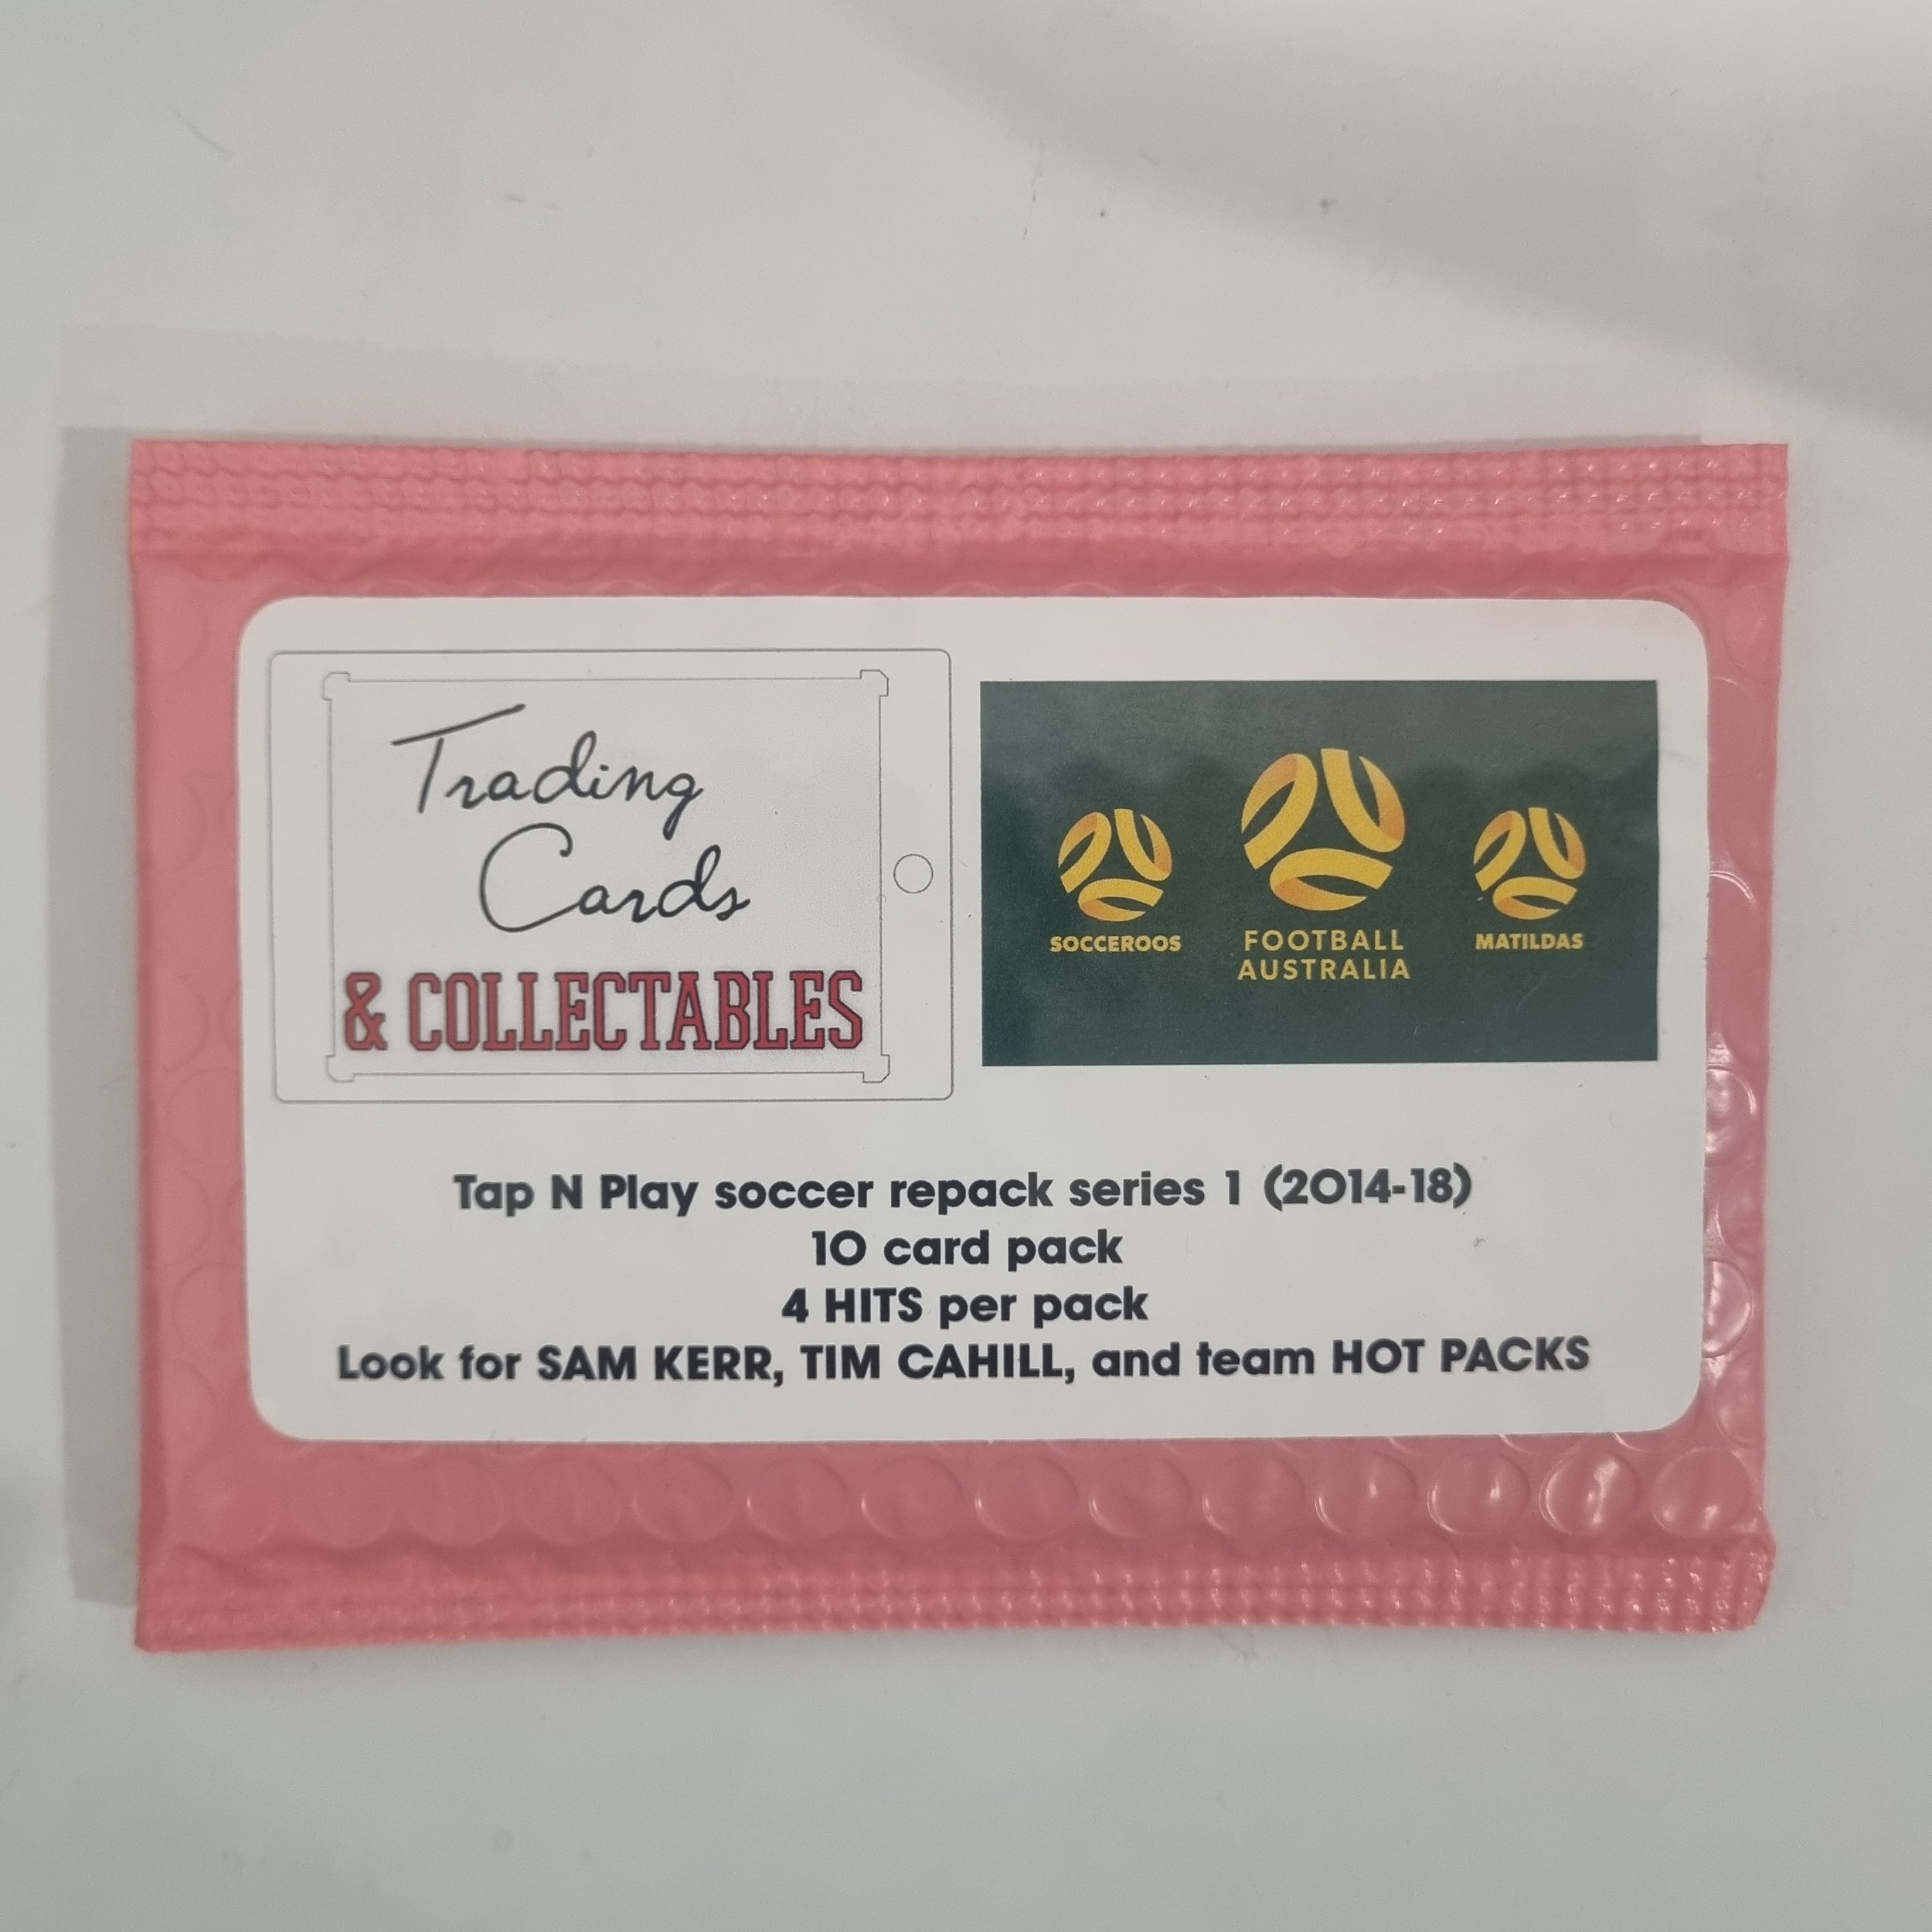 Trading
Cards
& COLLECTABLES
SOCCEROOS
FOOTBALL
AUSTRALIA
MATILDAS
Tap N Play soccer repack series 1 (2014-18)
10 card pack
4 HITS per pack
Look for SAM KERR, TIM CAHILL, and team HOT PACKS